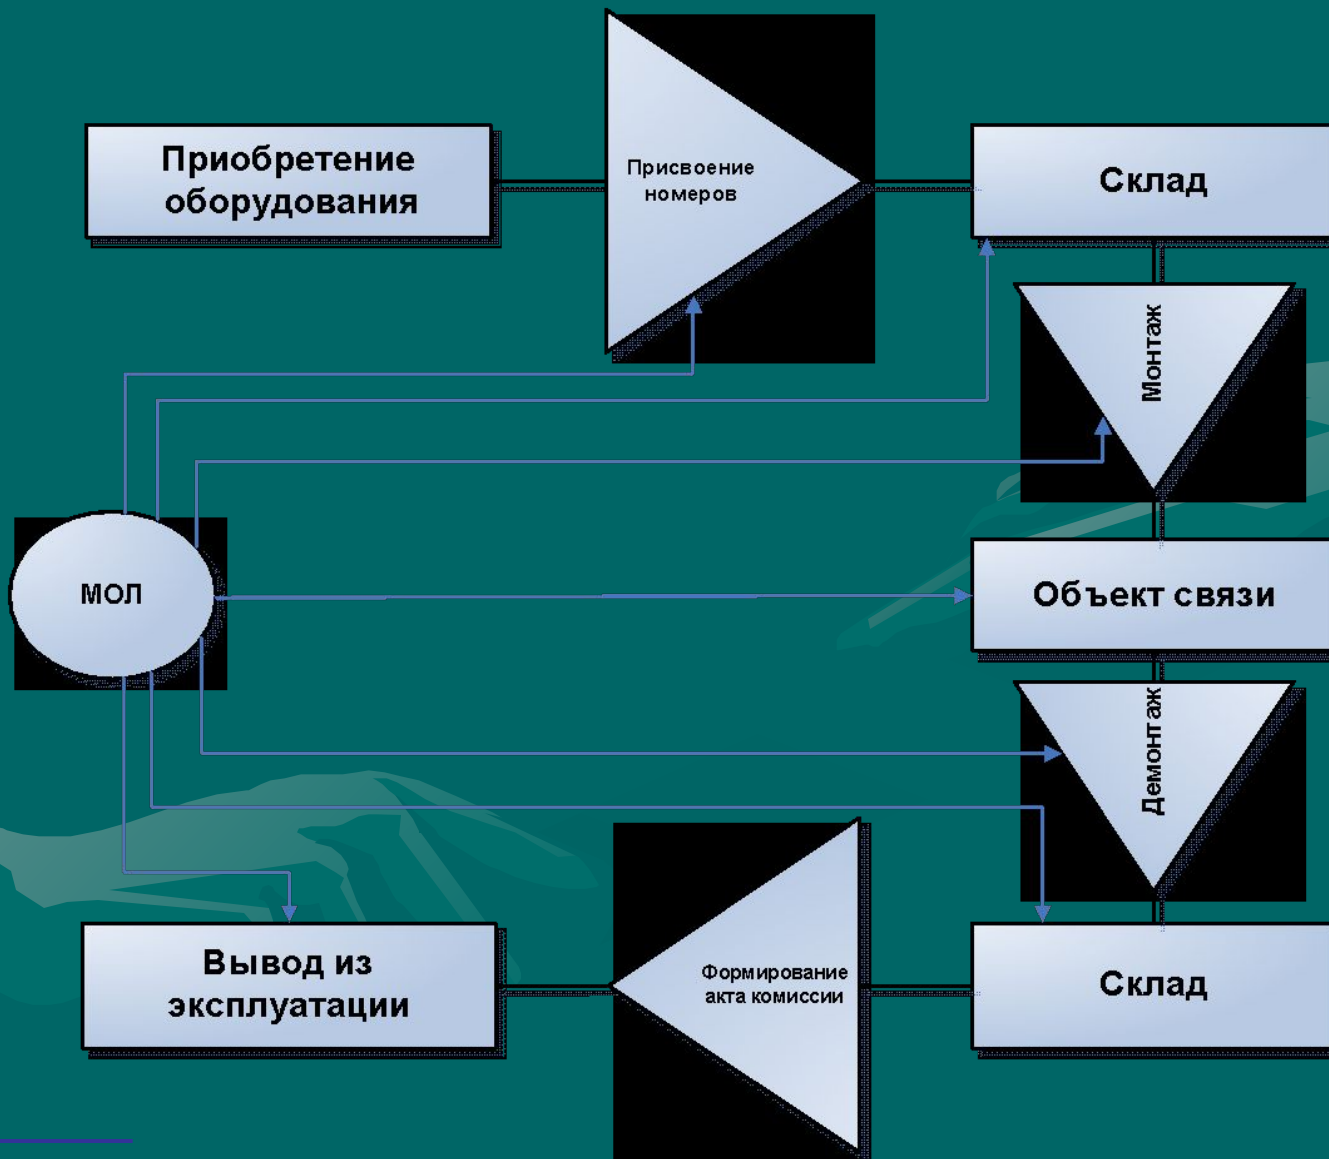 Приобретение
оборудования
Присвоение
номеров
Склад
Монтаж
МОЛ
Объект связи
Демонтаж
Вывод из
эксплуатации
Формирование
акта комиссии
Склад